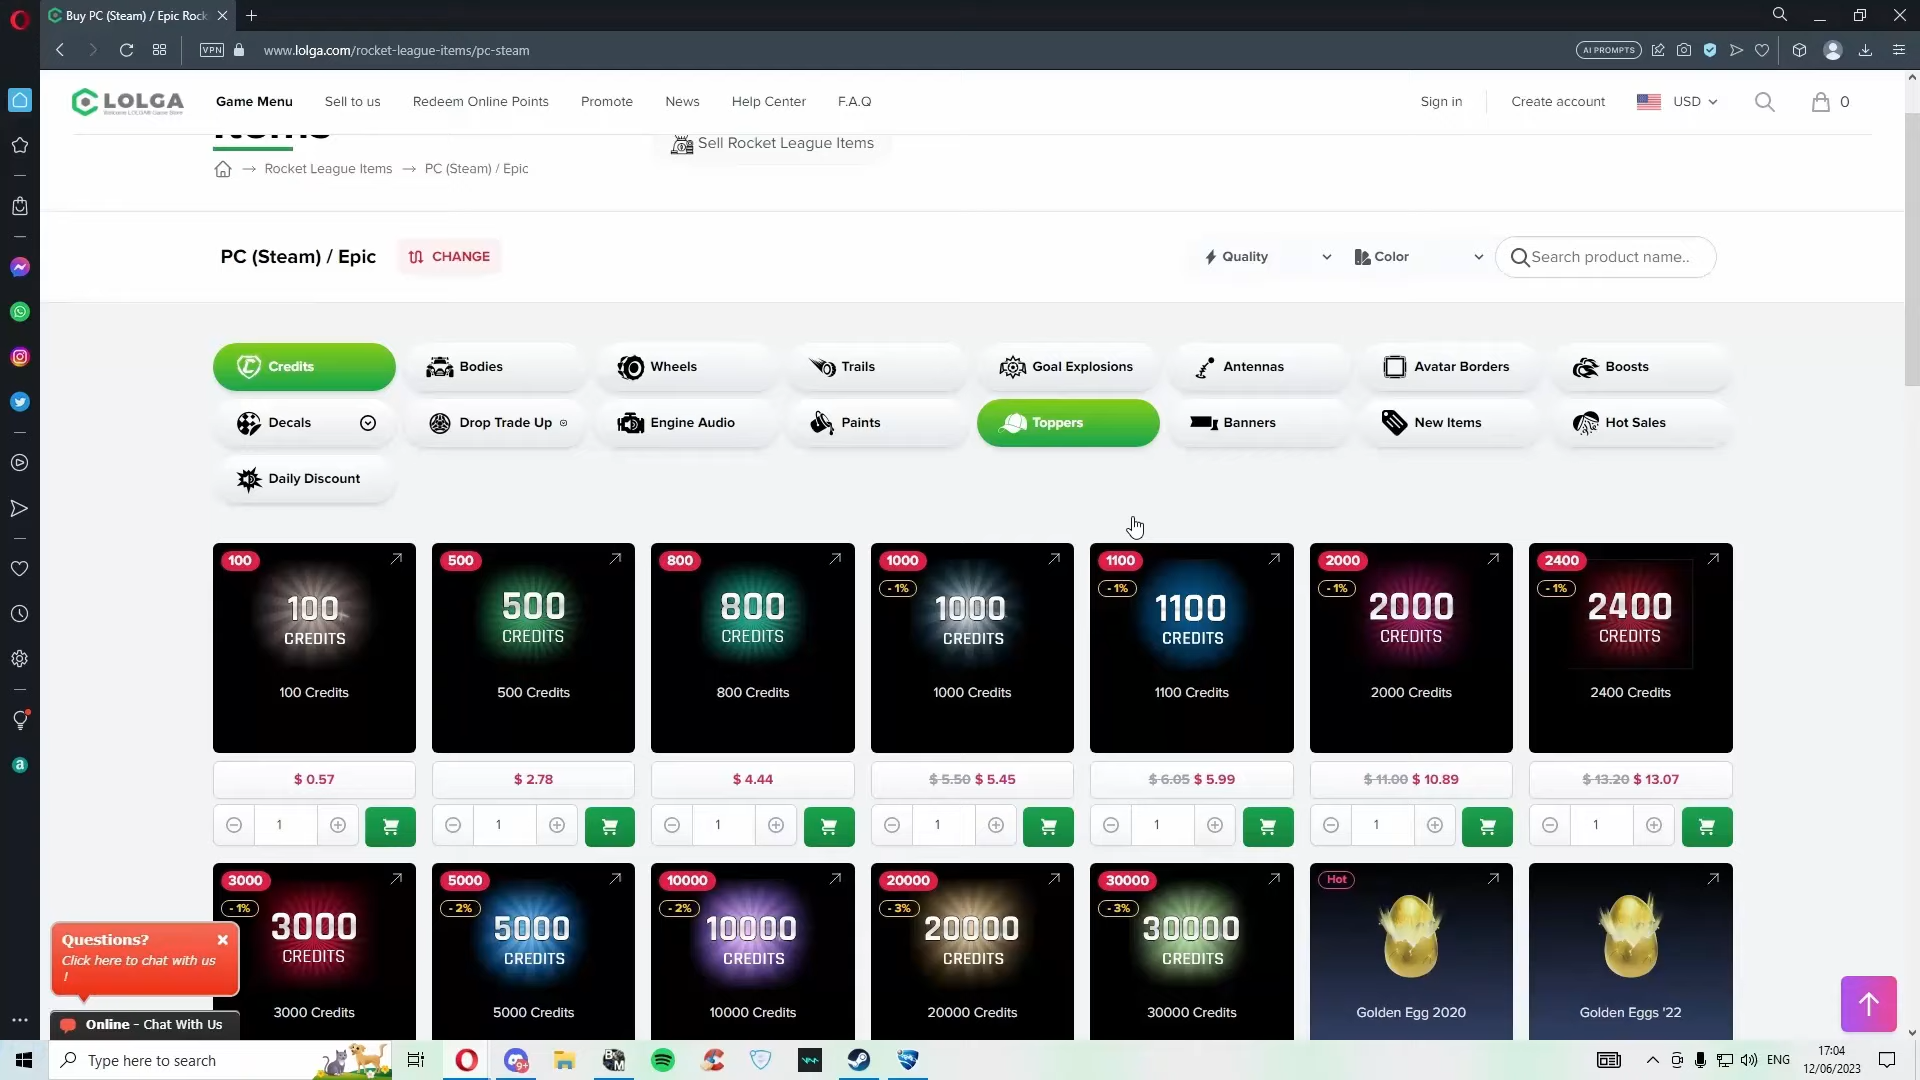 Buy PC (Steam) / Epic Rock
VPN
www.lolga.com/rocket-league-items/pc-steam
AI PROMPTS
LOLGA
Game Menu
Sell to us
Redeem Online Points
Promote
News
Help Center
F.A.Q
Sign in
Create account
USD
0
Items
Sell Rocket League Items
Rocket League Items
PC (Steam) / Epic
PC (Steam) / Epic
CHANGE
Quality
Color
Search product name..
Credits
Bodies
Wheels
Trails
Goal Explosions
Antennas
Avatar Borders
Boosts
Decals
Drop Trade Up
Engine Audio
Paints
Toppers
Banners
New Items
Hot Sales
Daily Discount
100
100
CREDITS
100 Credits
500
500
CREDITS
500 Credits
800
800
CREDITS
800 Credits
1000
- 1%
1000
CREDITS
1000 Credits
1100
- 1%
1100
CREDITS
1100 Credits
2000
- 1%
2000
CREDITS
2000 Credits
2400
- 1%
2400
CREDITS
2400 Credits
$ 0.57
$ 2.78
$ 4.44
$ 5.50 $ 5.45
$ 6.05 $ 5.99
$ 11.00 $ 10.89
$ 13.20 $ 13.07
1
1
1
1
1
1
1
3000
- 1%
3000
CREDITS
3000 Credits
5000
- 2%
5000
CREDITS
5000 Credits
10000
- 2%
10000
CREDITS
10000 Credits
20000
- 3%
20000
CREDITS
20000 Credits
30000
- 3%
30000
CREDITS
30000 Credits
Hot
Golden Egg 2020
Golden Eggs '22
Questions?
Click here to chat with us
!
Online - Chat With Us
Type here to search
9+
ENG
17:04
12/06/2023